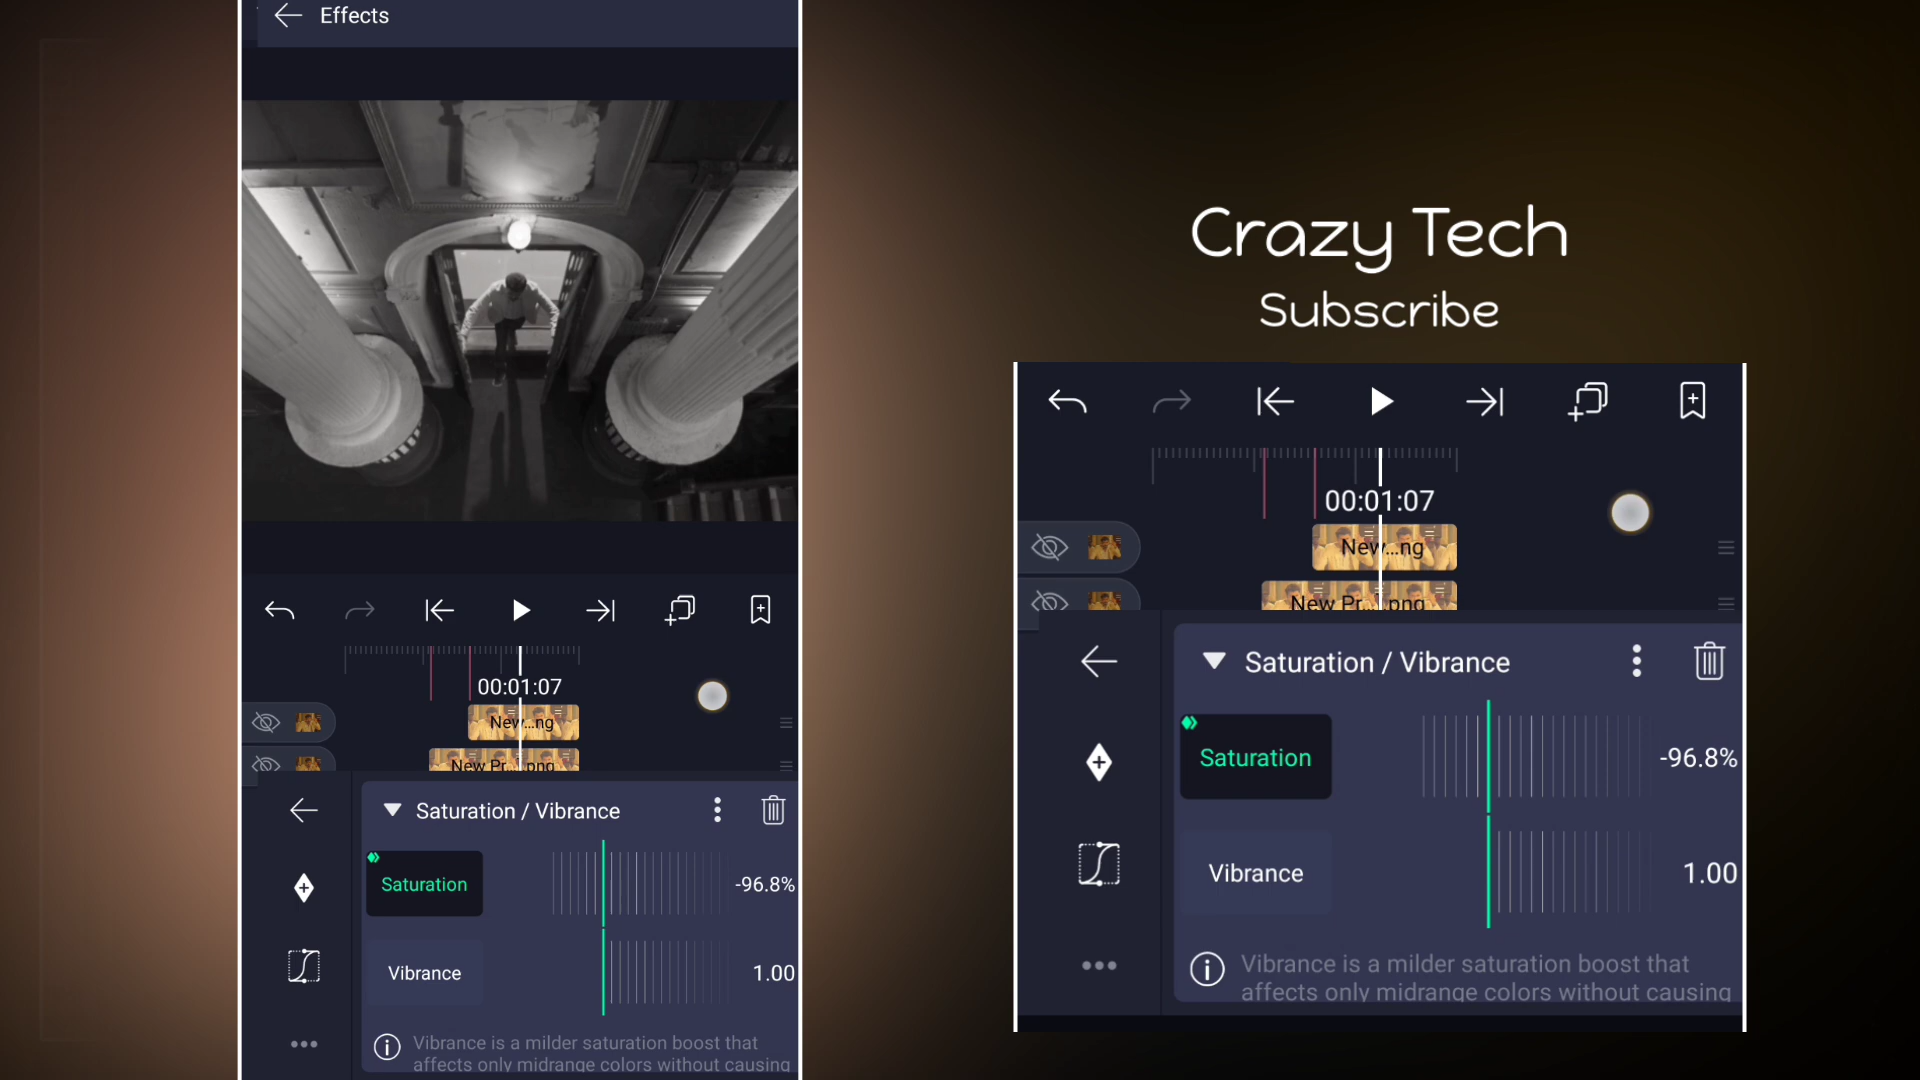 Effects
00:01:07
New...ng
New Pr... .png
Saturation / Vibrance
Saturation
-96.8%
Vibrance
1.00
Vibrance is a milder saturation boost that
affects only midrange colors without causing
Crazy Tech
Subscribe
00:01:07
New...ng
New Pr... .png
Saturation / Vibrance
Saturation
-96.8%
Vibrance
1.00
Vibrance is a milder saturation boost that
affects only midrange colors without causing